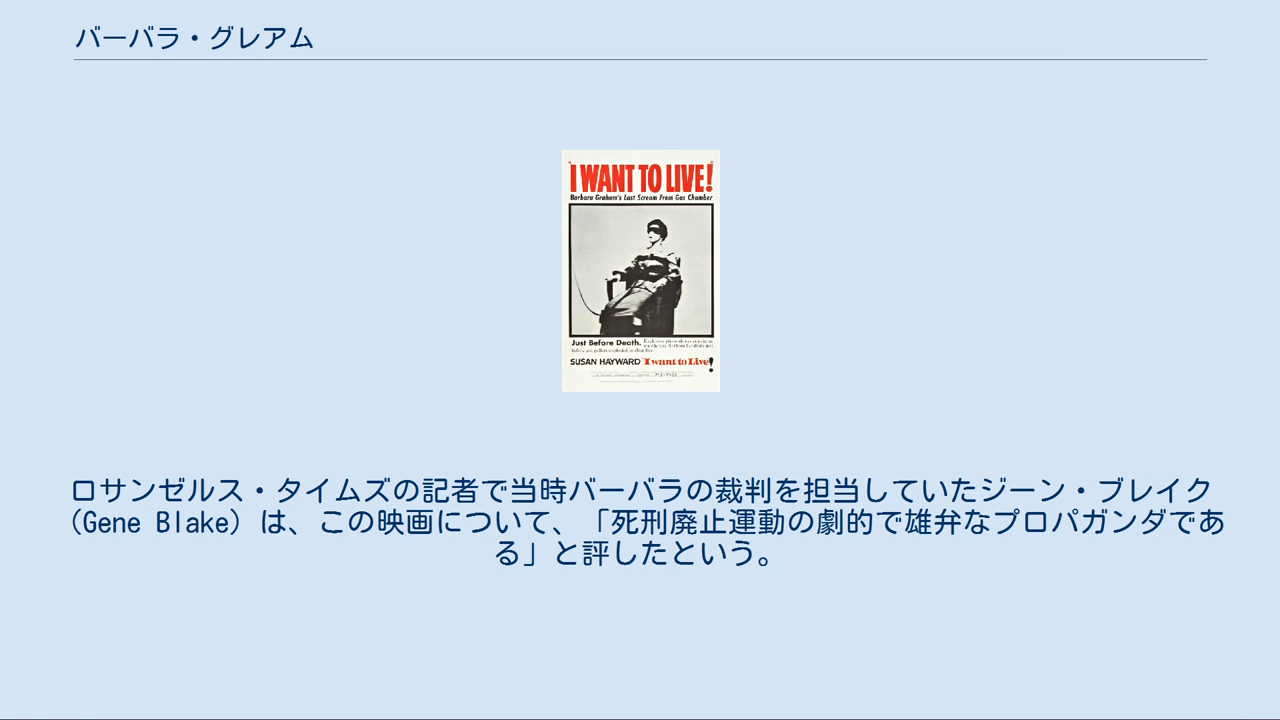 バーバラ・グレアム
"I WANT TO LIVE!"
Barbara Graham's Last Scream From Gas Chamber
Just Before Death.
SUSAN HAYWARD "I want to Live!"
ロサンゼルス・タイムズの記者で当時バーバラの裁判を担当していたジーン・ブレイク
(Gene Blake) は、この映画について、「死刑廃止運動の劇的で雄弁なプロパガンダであ
る」と評したという。